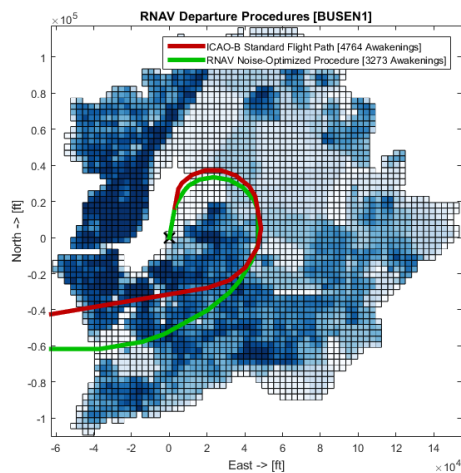 RNAV Departure Procedures [BUSEN1]
×10^5
ICAO-B Standard Flight Path [4764 Awakenings]
RNAV Noise-Optimized Procedure [3273 Awakenings]
1
0.8
0.6
0.4
0.2
0
-0.2
-0.4
-0.6
-0.8
-1
North -> [ft]
-6 -4 -2 0 2 4 6 8 10 12 14
East -> [ft]
×10^4